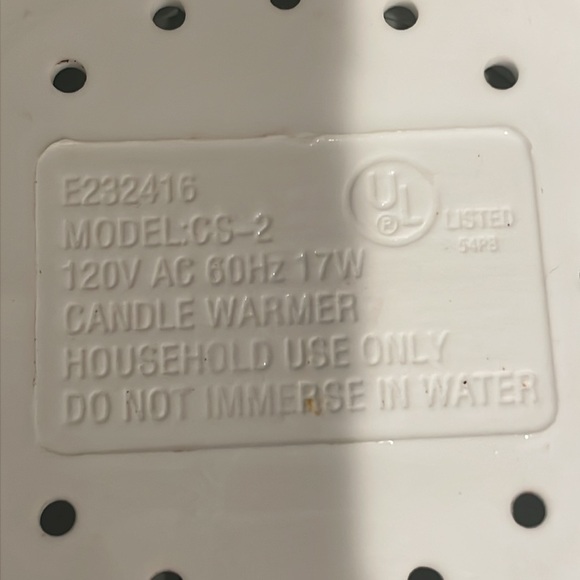 E232416
MODEL:CS-2
120V AC 60Hz 17W
CANDLE WARMER
HOUSEHOLD USE ONLY
DO NOT IMMERSE IN WATER
UL
®
LISTED
54P8